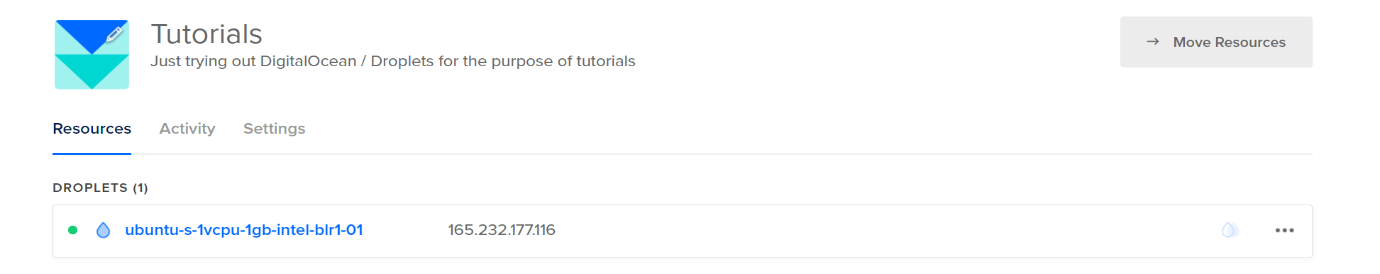 Tutorials
Just trying out DigitalOcean / Droplets for the purpose of tutorials
→ Move Resources
Resources Activity Settings
DROPLETS (1)
ubuntu-s-1vcpu-1gb-intel-blr1-01 165.232.177.116